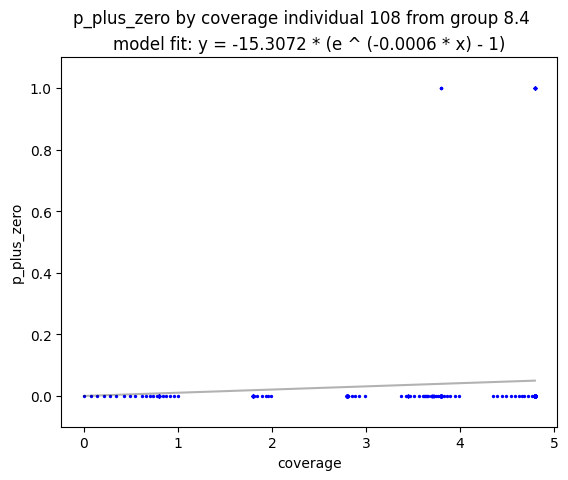 p_plus_zero by coverage individual 108 from group 8.4
model fit: y = -15.3072 * (e ^ (-0.0006 * x) - 1)
1.0
0.8
0.6
0.4
0.2
0.0
p_plus_zero
0 1 2 3 4 5
coverage